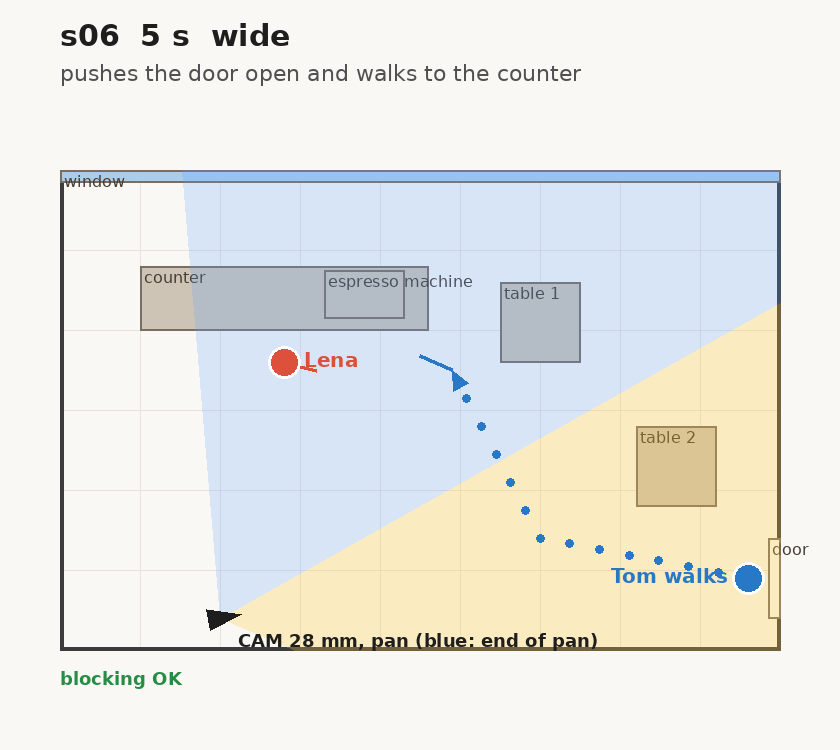 s06  5 s  wide
pushes the door open and walks to the counter
window
counter
espresso machine
table 1
Lena
table 2
door
Tom walks
CAM 28 mm, pan (blue: end of pan)
blocking OK